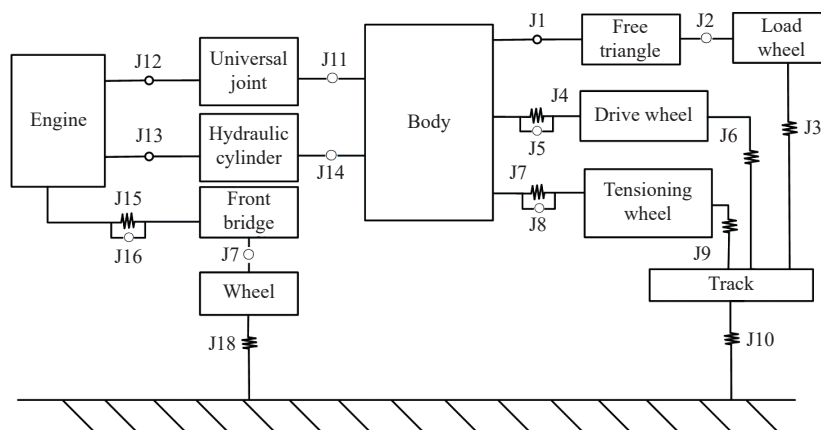 J1
J2
Free
triangle
Load
wheel
J12
Universal
joint
J11
Engine
Body
J4
Drive wheel
J3
J13
Hydraulic
cylinder
J5
J6
J14
J7
Tensioning
wheel
J15
Front
bridge
J8
J16
J7
J9
Wheel
Track
J18
J10